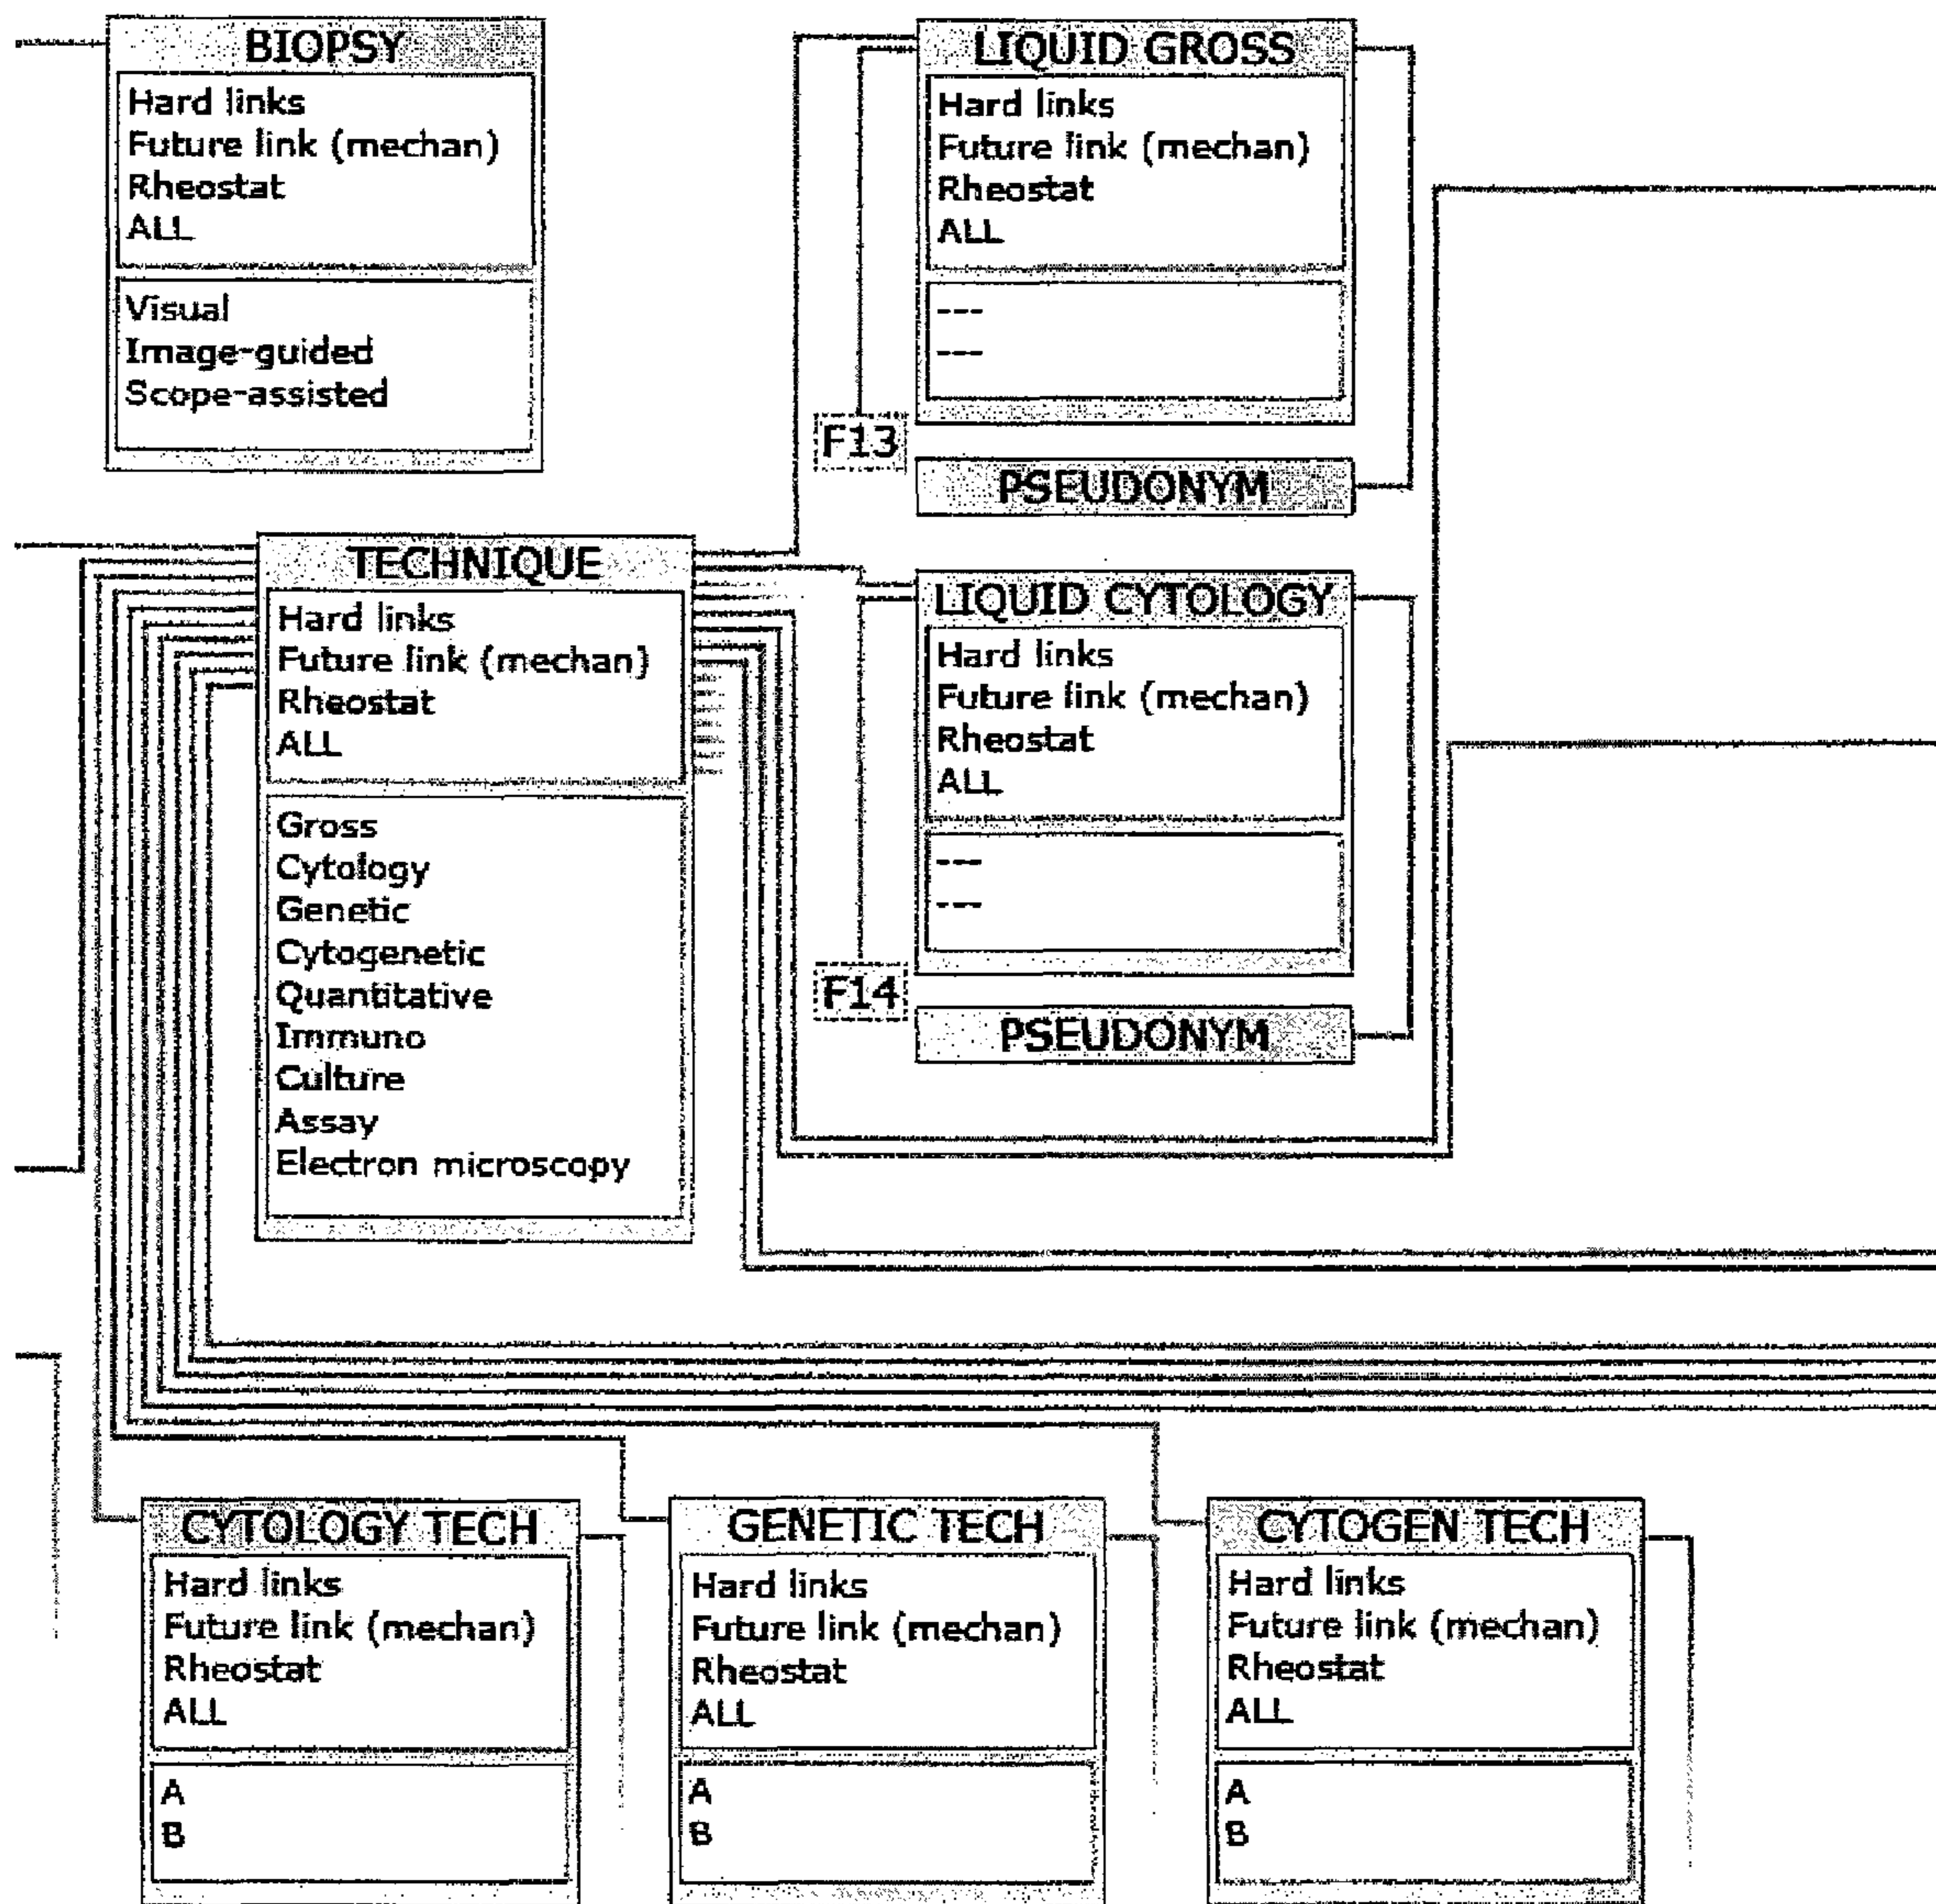 BIOPSY
Hard links
Future link (mechan)
Rheostat
ALL
Visual
Image-guided
Scope-assisted
LIQUID GROSS
Hard links
Future link (mechan)
Rheostat
ALL
---
---
F13
PSEUDONYM
TECHNIQUE
Hard links
Future link (mechan)
Rheostat
ALL
Gross
Cytology
Genetic
Cytogenetic
Quantitative
Immuno
Culture
Assay
Electron microscopy
LIQUID CYTOLOGY
Hard links
Future link (mechan)
Rheostat
ALL
---
---
F14
PSEUDONYM
CYTOLOGY TECH
Hard links
Future link (mechan)
Rheostat
ALL
A
B
GENETIC TECH
Hard links
Future link (mechan)
Rheostat
ALL
A
B
CYTOGEN TECH
Hard links
Future link (mechan)
Rheostat
ALL
A
B